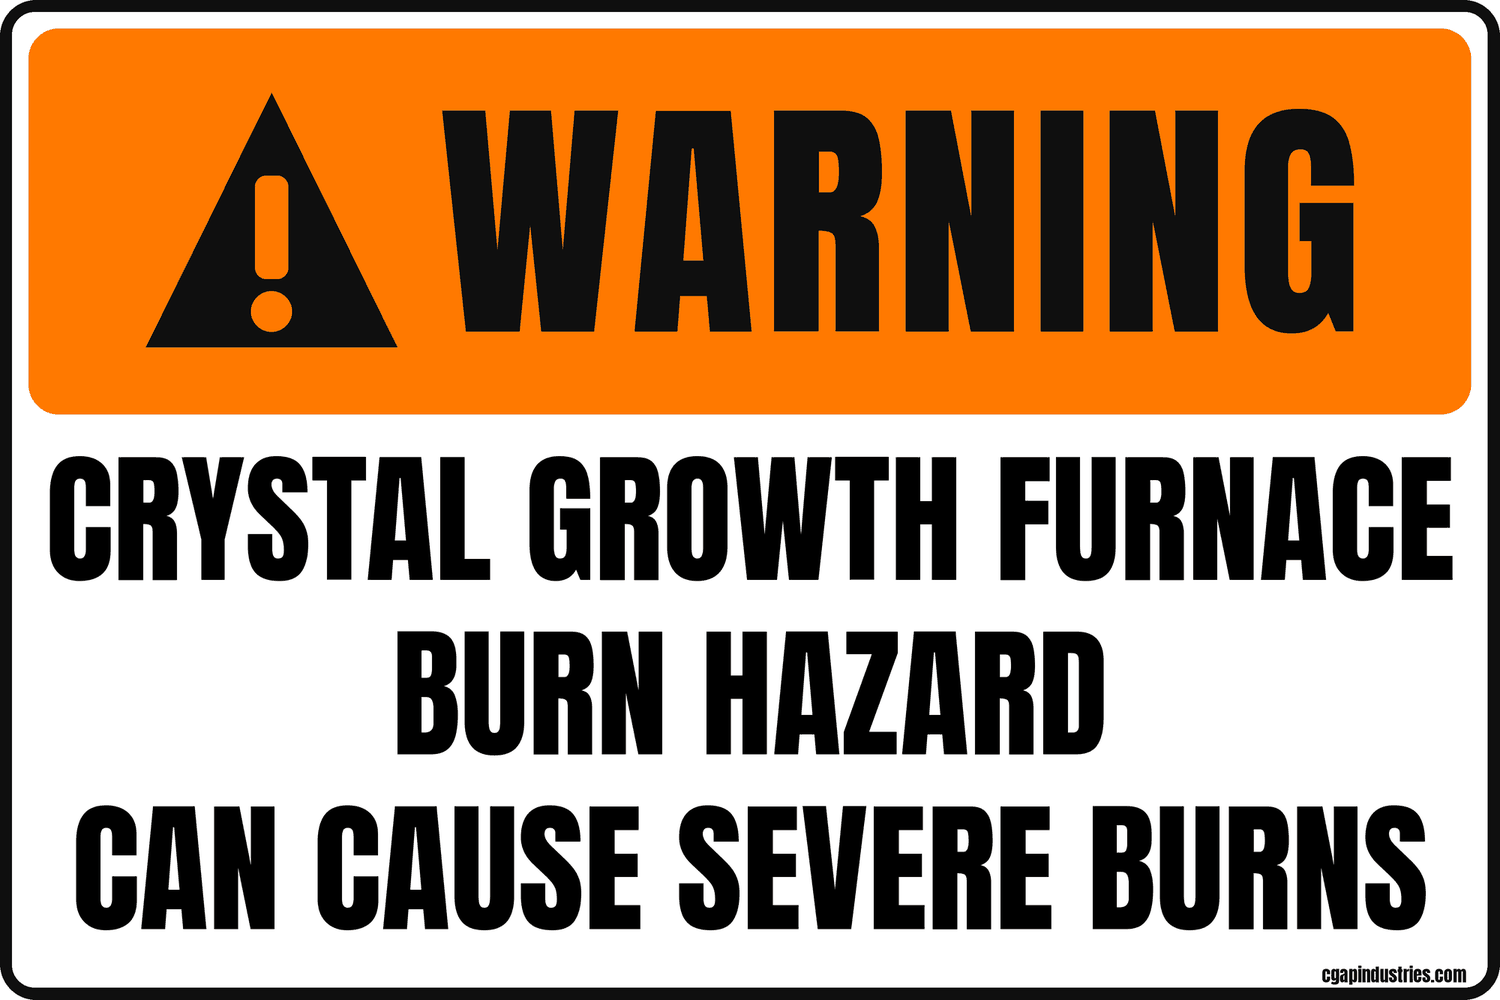 WARNING
CRYSTAL GROWTH FURNACE
BURN HAZARD
CAN CAUSE SEVERE BURNS
cgapindustries.com